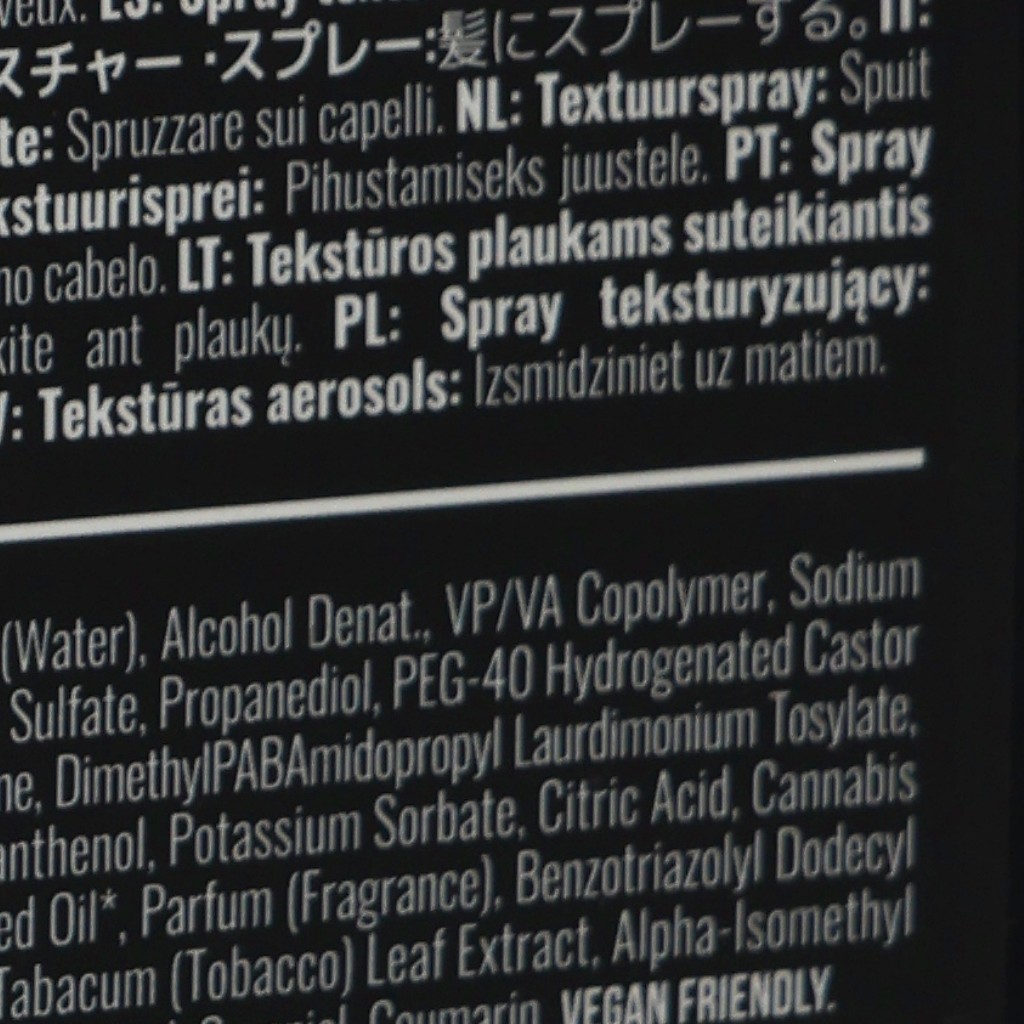 veux. ES: Spray
スチャー・スプレー:髪にスプレーする。IT:
te: Spruzzare sui capelli. NL: Textuurspray: Spuit
kstuurisprei: Pihustamiseks juustele. PT: Spray
no cabelo. LT: Tekstūros plaukams suteikiantis
kite ant plaukų. PL: Spray teksturyzujący:
V: Tekstūras aerosols: Izsmidziniet uz matiem.
(Water), Alcohol Denat., VP/VA Copolymer, Sodium
Sulfate, Propanediol, PEG-40 Hydrogenated Castor
ne, DimethylPABAmidopropyl Laurdimonium Tosylate,
anthenol, Potassium Sorbate, Citric Acid, Cannabis
ed Oil*, Parfum (Fragrance), Benzotriazolyl Dodecyl
Tabacum (Tobacco) Leaf Extract, Alpha-Isomethyl
Coumarin. VEGAN FRIENDLY.